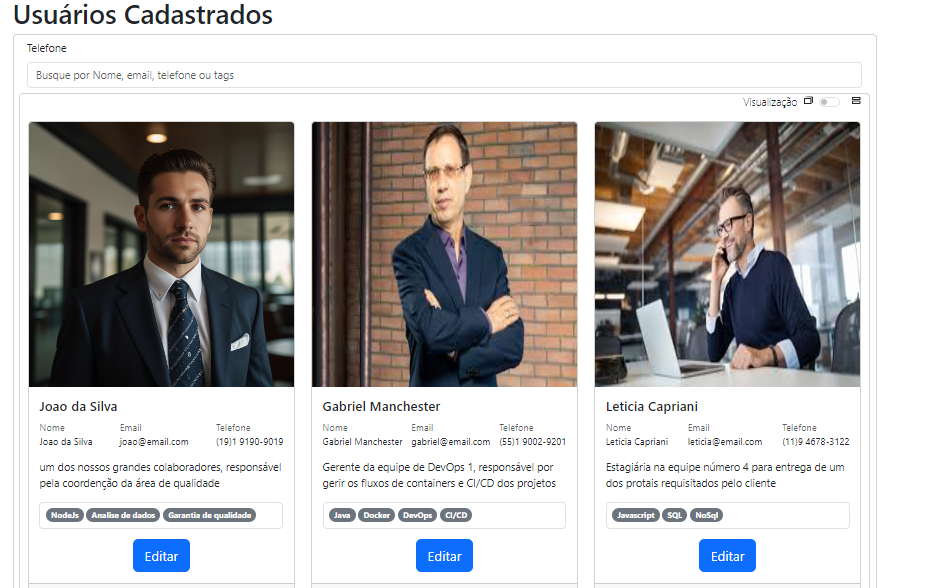 Usuários Cadastrados
Telefone
Busque por Nome, email, telefone ou tags
Visualização
Joao da Silva
Nome Email Telefone
Joao da Silva joao@email.com (19)1 9190-9019
um dos nossos grandes colaboradores, responsável
pela coordenção da área de qualidade
NodeJs Analise de dados Garantia de qualidade
Editar
Gabriel Manchester
Nome Email Telefone
Gabriel Manchester gabriel@email.com (55)1 9002-9201
Gerente da equipe de DevOps 1, responsável por
gerir os fluxos de containers e CI/CD dos projetos
Java Docker DevOps CI/CD
Editar
Leticia Capriani
Nome Email Telefone
Leticia Capriani leticia@email.com (11)9 4678-3122
Estagiária na equipe número 4 para entrega de um
dos protais requisitados pelo cliente
Javascript SQL NoSql
Editar